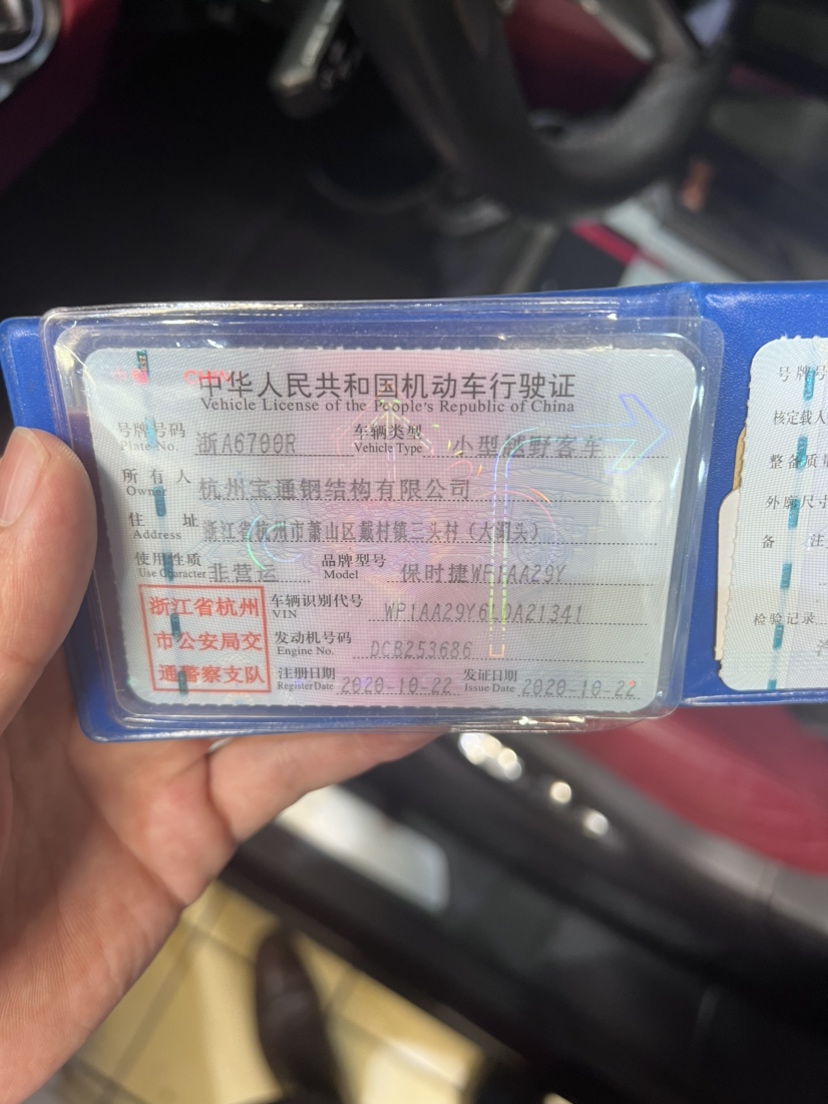 中华人民共和国机动车行驶证
Vehicle License of the People's Republic of China
号牌号码 Plate No. 浙A6700R 车辆类型 Vehicle Type 小型越野客车
所有人 Owner 杭州宝通钢结构有限公司
住址 Address 浙江省杭州市萧山区戴村镇三头村（大湖头）
使用性质 Use Character 非营运 品牌型号 Model 保时捷WP1AA29Y
车辆识别代号 VIN WP1AA29Y6LDA21341
发动机号码 Engine No. DCB253686
注册日期 Register Date 2020-10-22 发证日期 Issue Date 2020-10-22
浙江省杭州
市公安局交
通警察支队
号牌号
核定载人
整备质量
外廓尺寸
备 注
检验记录